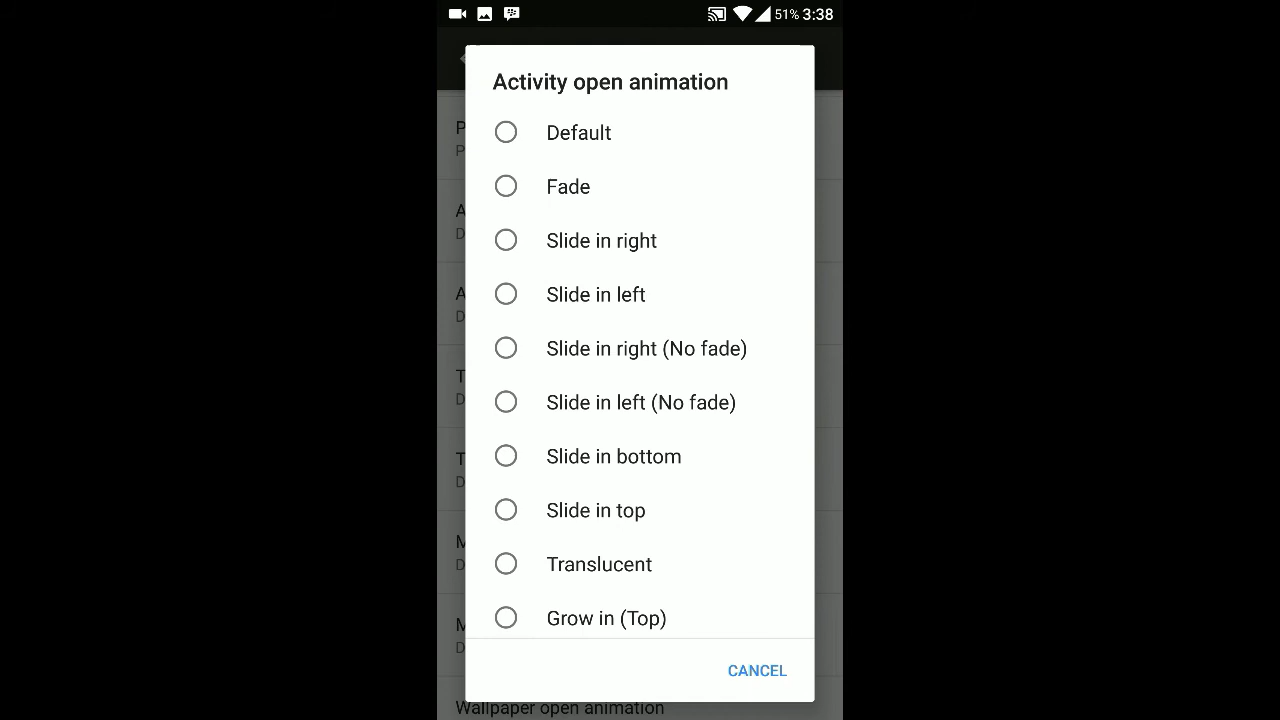 51% 3:38
Activity open animation
Default
Fade
Slide in right
Slide in left
Slide in right (No fade)
Slide in left (No fade)
Slide in bottom
Slide in top
Translucent
Grow in (Top)
CANCEL
Wallpaper open animation